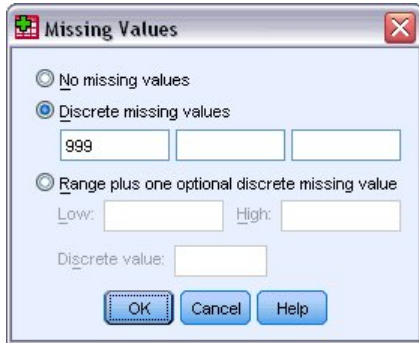 Missing Values
No missing values
Discrete missing values
999
Range plus one optional discrete missing value
Low: High:
Discrete value:
OK Cancel Help